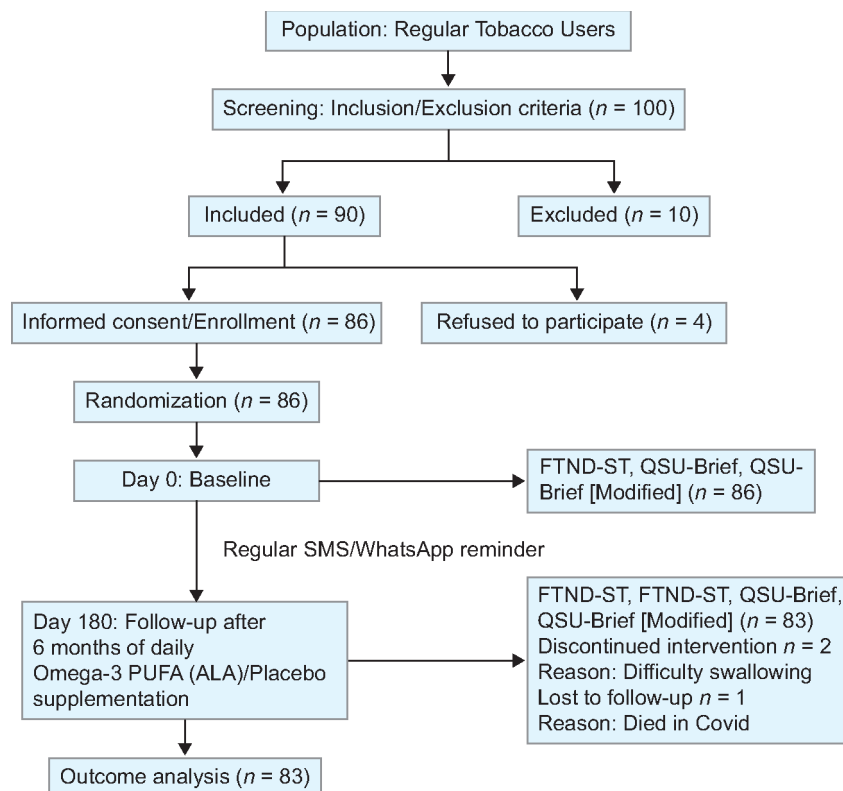 Population: Regular Tobacco Users
Screening: Inclusion/Exclusion criteria (n = 100)
Included (n = 90)
Excluded (n = 10)
Informed consent/Enrollment (n = 86)
Refused to participate (n = 4)
Randomization (n = 86)
Day 0: Baseline
FTND-ST, QSU-Brief, QSU-
Brief [Modified] (n = 86)
Regular SMS/WhatsApp reminder
Day 180: Follow-up after
6 months of daily
Omega-3 PUFA (ALA)/Placebo
supplementation
FTND-ST, FTND-ST, QSU-Brief,
QSU-Brief [Modified] (n = 83)
Discontinued intervention n = 2
Reason: Difficulty swallowing
Lost to follow-up n = 1
Reason: Died in Covid
Outcome analysis (n = 83)